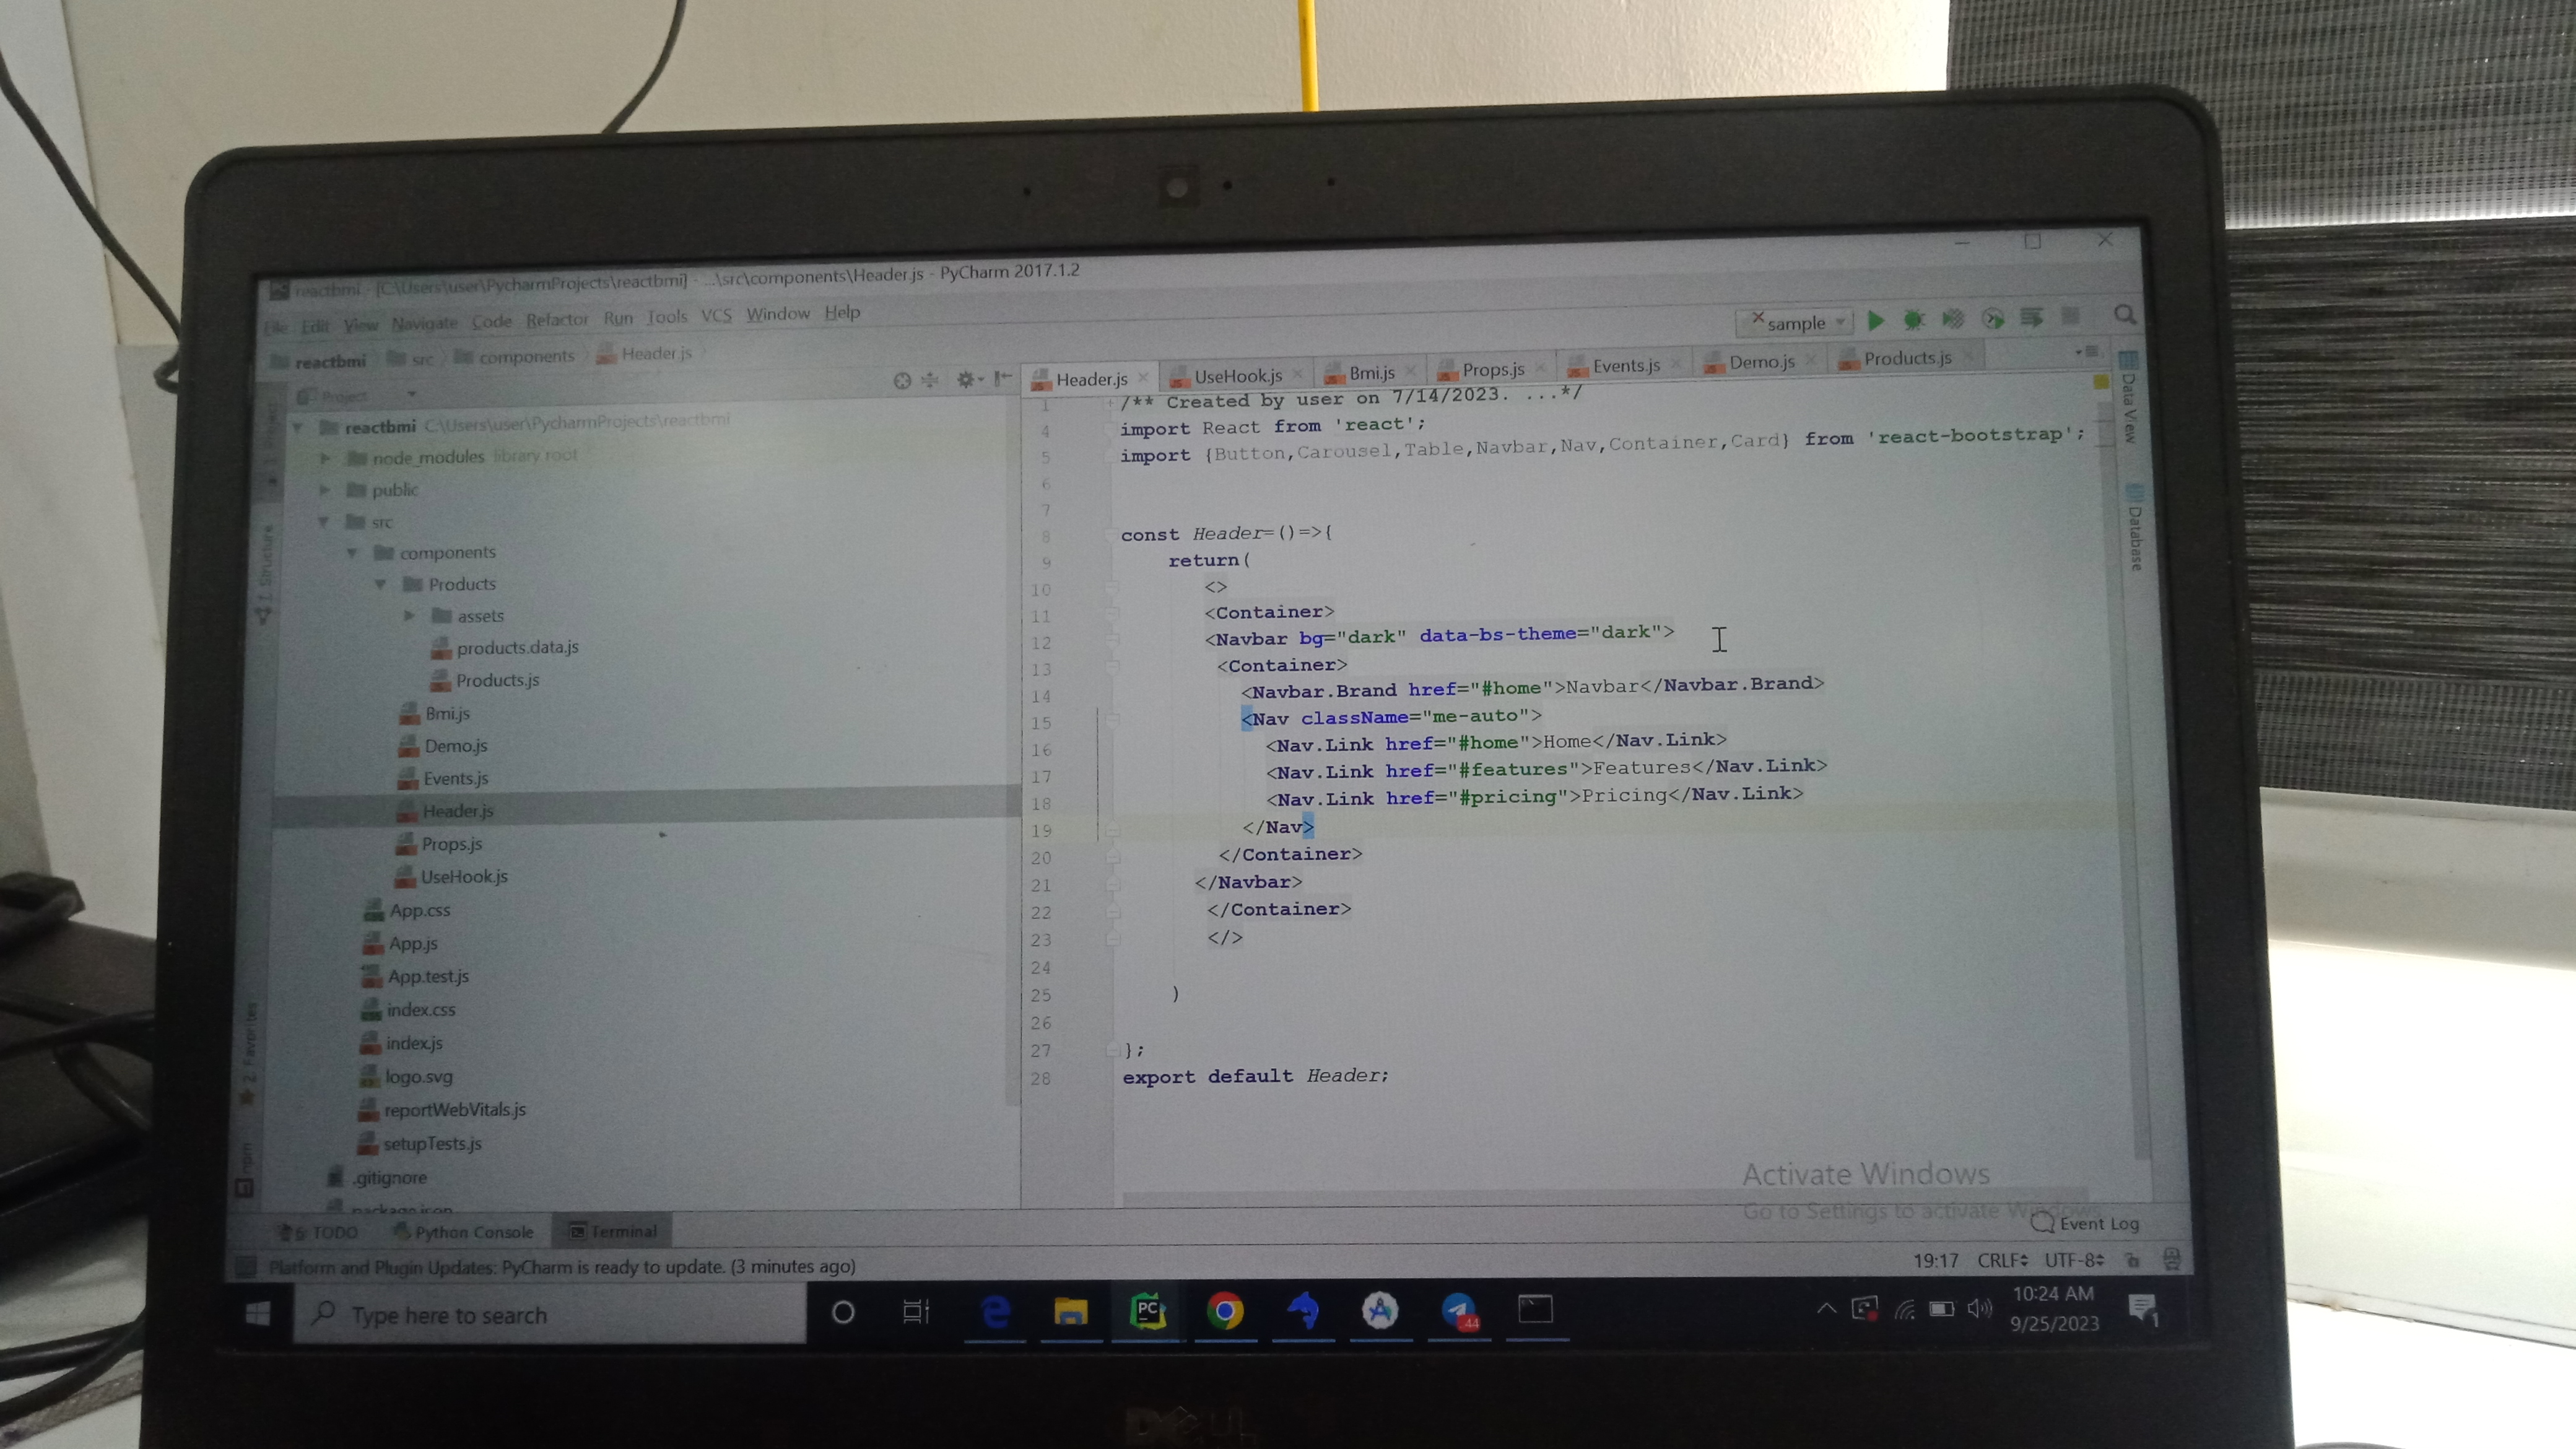 reactbmi - [C:\Users\user\PycharmProjects\reactbmi] - ...\src\components\Header.js - PyCharm 2017.1.2
File Edit View Navigate Code Refactor Run Tools VCS Window Help
sample
reactbmi src components Header.js
Project
Header.js UseHook.js Bmi.js Props.js Events.js Demo.js Products.js
reactbmi C:\Users\user\PycharmProjects\reactbmi
node_modules library root
public
src
components
Products
assets
products.data.js
Products.js
Bmi.js
Demo.js
Events.js
Header.js
Props.js
UseHook.js
App.css
App.js
App.test.js
index.css
index.js
logo.svg
reportWebVitals.js
setupTests.js
.gitignore
package.json
1 /** Created by user on 7/14/2023. ...*/
4 import React from 'react';
5 import {Button,Carousel,Table,Navbar,Nav,Container,Card} from 'react-bootstrap';
6
7
8 const Header=()=>{
9 return(
10 <>
11 <Container>
12 <Navbar bg="dark" data-bs-theme="dark">
13 <Container>
14 <Navbar.Brand href="#home">Navbar</Navbar.Brand>
15 <Nav className="me-auto">
16 <Nav.Link href="#home">Home</Nav.Link>
17 <Nav.Link href="#features">Features</Nav.Link>
18 <Nav.Link href="#pricing">Pricing</Nav.Link>
19 </Nav>
20 </Container>
21 </Navbar>
22 </Container>
23 </>
24
25 )
26
27 };
28 export default Header;
1: Project
Structure
2: Favorites
npm
Data View
Database
Activate Windows
Go to Settings to activate Windows.
6: TODO Python Console Terminal
Event Log
Platform and Plugin Updates: PyCharm is ready to update. (3 minutes ago)
19:17 CRLF UTF-8
Type here to search
PC
44
10:24 AM
9/25/2023
1
DELL